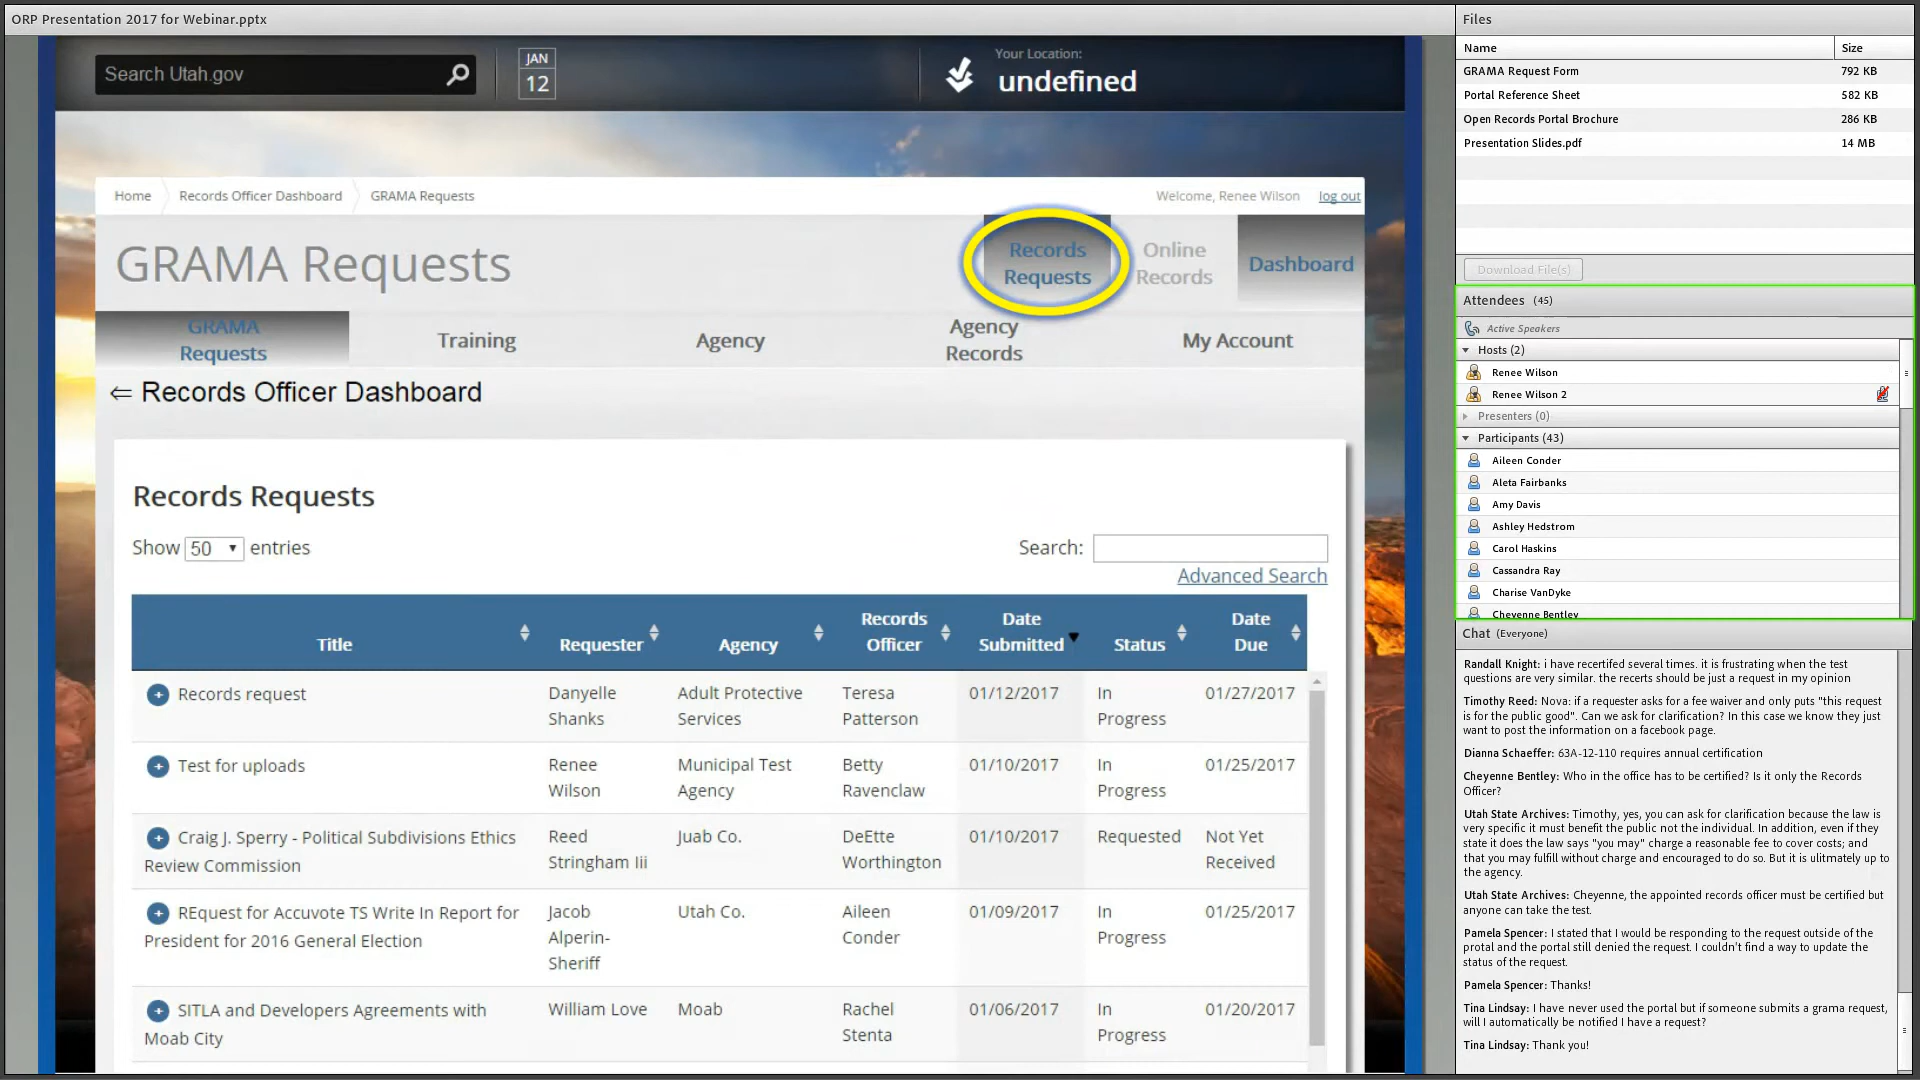 ORP Presentation 2017 for Webinar.pptx
Search Utah.gov
JAN
12
Your Location:
undefined
Home
Records Officer Dashboard
GRAMA Requests
Welcome, Renee Wilson
log out
GRAMA Requests
Records
Requests
Online
Records
Dashboard
GRAMA
Requests
Training
Agency
Agency
Records
My Account
⇐ Records Officer Dashboard
Records Requests
Show 50 entries
Search:
Advanced Search
Title
Requester
Agency
Records
Officer
Date
Submitted
Status
Date
Due
Records request
Danyelle
Shanks
Adult Protective
Services
Teresa
Patterson
01/12/2017
In
Progress
01/27/2017
Test for uploads
Renee
Wilson
Municipal Test
Agency
Betty
Ravenclaw
01/10/2017
In
Progress
01/25/2017
Craig J. Sperry - Political Subdivisions Ethics
Review Commission
Reed
Stringham Iii
Juab Co.
DeEtte
Worthington
01/10/2017
Requested
Not Yet
Received
REquest for Accuvote TS Write In Report for
President for 2016 General Election
Jacob
Alperin-
Sheriff
Utah Co.
Aileen
Conder
01/09/2017
In
Progress
01/25/2017
SITLA and Developers Agreements with
Moab City
William Love
Moab
Rachel
Stenta
01/06/2017
In
Progress
01/20/2017
Files
Name
Size
GRAMA Request Form
792 KB
Portal Reference Sheet
582 KB
Open Records Portal Brochure
286 KB
Presentation Slides.pdf
14 MB
Download File(s)
Attendees (45)
Active Speakers
Hosts (2)
Renee Wilson
Renee Wilson 2
Presenters (0)
Participants (43)
Aileen Conder
Aleta Fairbanks
Amy Davis
Ashley Hedstrom
Carol Haskins
Cassandra Ray
Charise VanDyke
Cheyenne Bentley
Chat (Everyone)
Randall Knight: i have recertifed several times. it is frustrating when the test
questions are very similar. the recerts should be just a request in my opinion
Timothy Reed: Nova: if a requester asks for a fee waiver and only puts "this request
is for the public good". Can we ask for clarification? In this case we know they just
want to post the information on a facebook page.
Dianna Schaeffer: 63A-12-110 requires annual certification
Cheyenne Bentley: Who in the office has to be certified? Is it only the Records
Officer?
Utah State Archives: Timothy, yes, you can ask for clarification because the law is
very specific it must benefit the public not the individual. In addition, even if they
state it does the law says "you may" charge a reasonable fee to cover costs; and
that you may fulfill without charge and encouraged to do so. But it is ulitmately up to
the agency.
Utah State Archives: Cheyenne, the appointed records officer must be certified but
anyone can take the test.
Pamela Spencer: I stated that I would be responding to the request outside of the
protal and the portal still denied the request. I couldn't find a way to update the
status of the request.
Pamela Spencer: Thanks!
Tina Lindsay: I have never used the portal but if someone submits a grama request,
will I automatically be notified I have a request?
Tina Lindsay: Thank you!